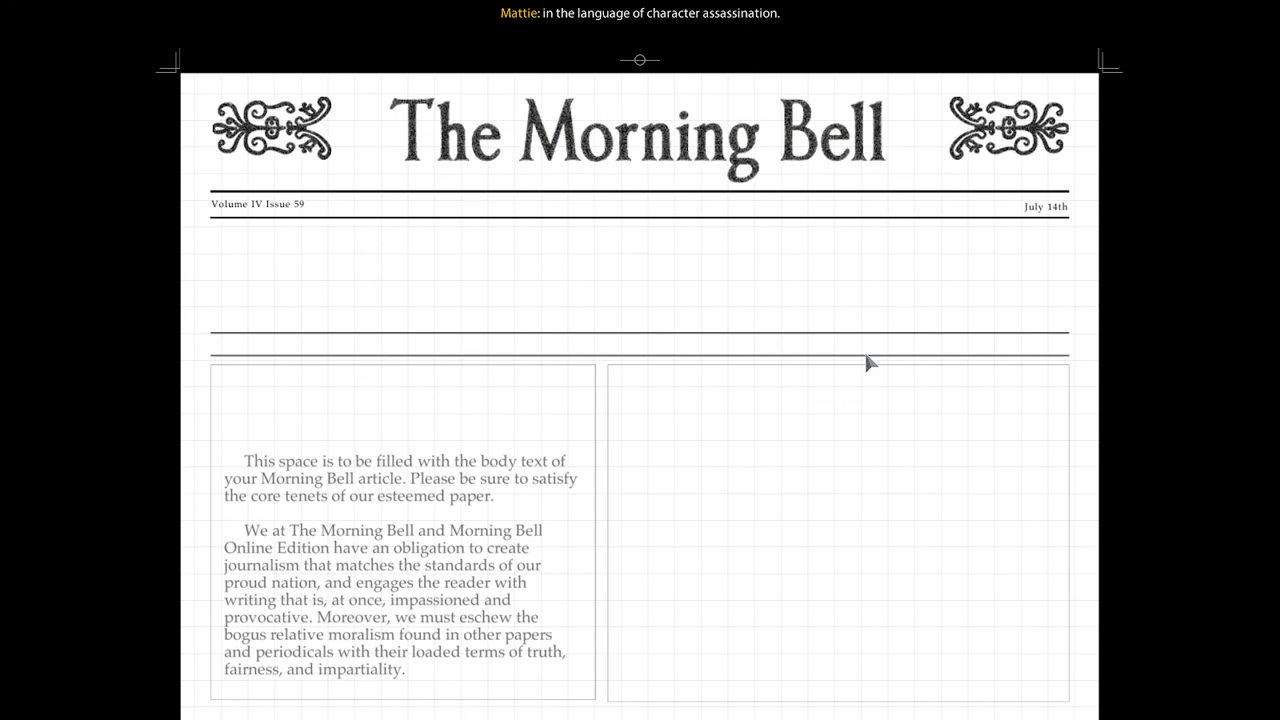 Mattie: in the language of character assassination.
The Morning Bell
Volume IV Issue 59
July 14th
This space is to be filled with the body text of
your Morning Bell article. Please be sure to satisfy
the core tenets of our esteemed paper.
We at The Morning Bell and Morning Bell
Online Edition have an obligation to create
journalism that matches the standards of our
proud nation, and engages the reader with
writing that is, at once, impassioned and
provocative. Moreover, we must eschew the
bogus relative moralism found in other papers
and periodicals with their loaded terms of truth,
fairness, and impartiality.